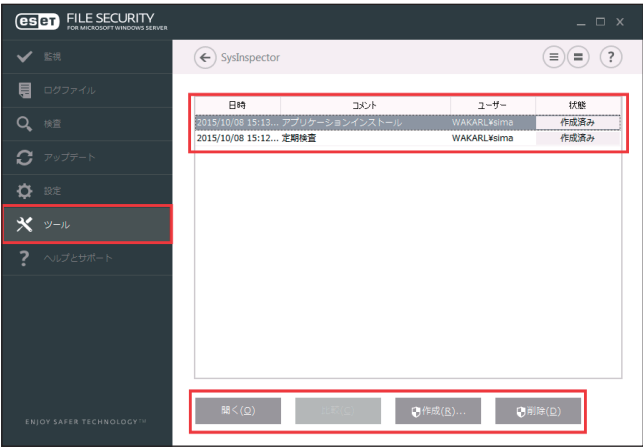 eset FILE SECURITY
FOR MICROSOFT WINDOWS SERVER
監視
ログファイル
検査
アップデート
設定
ツール
? ヘルプとサポート
ENJOY SAFER TECHNOLOGY™
SysInspector
?
日時 コメント ユーザー 状態
2015/10/08 15:13... アプリケーションインストール WAKARL¥sima 作成済み
2015/10/08 15:12... 定期検査 WAKARL¥sima 作成済み
開く(O) 作成(R)... 削除(D)